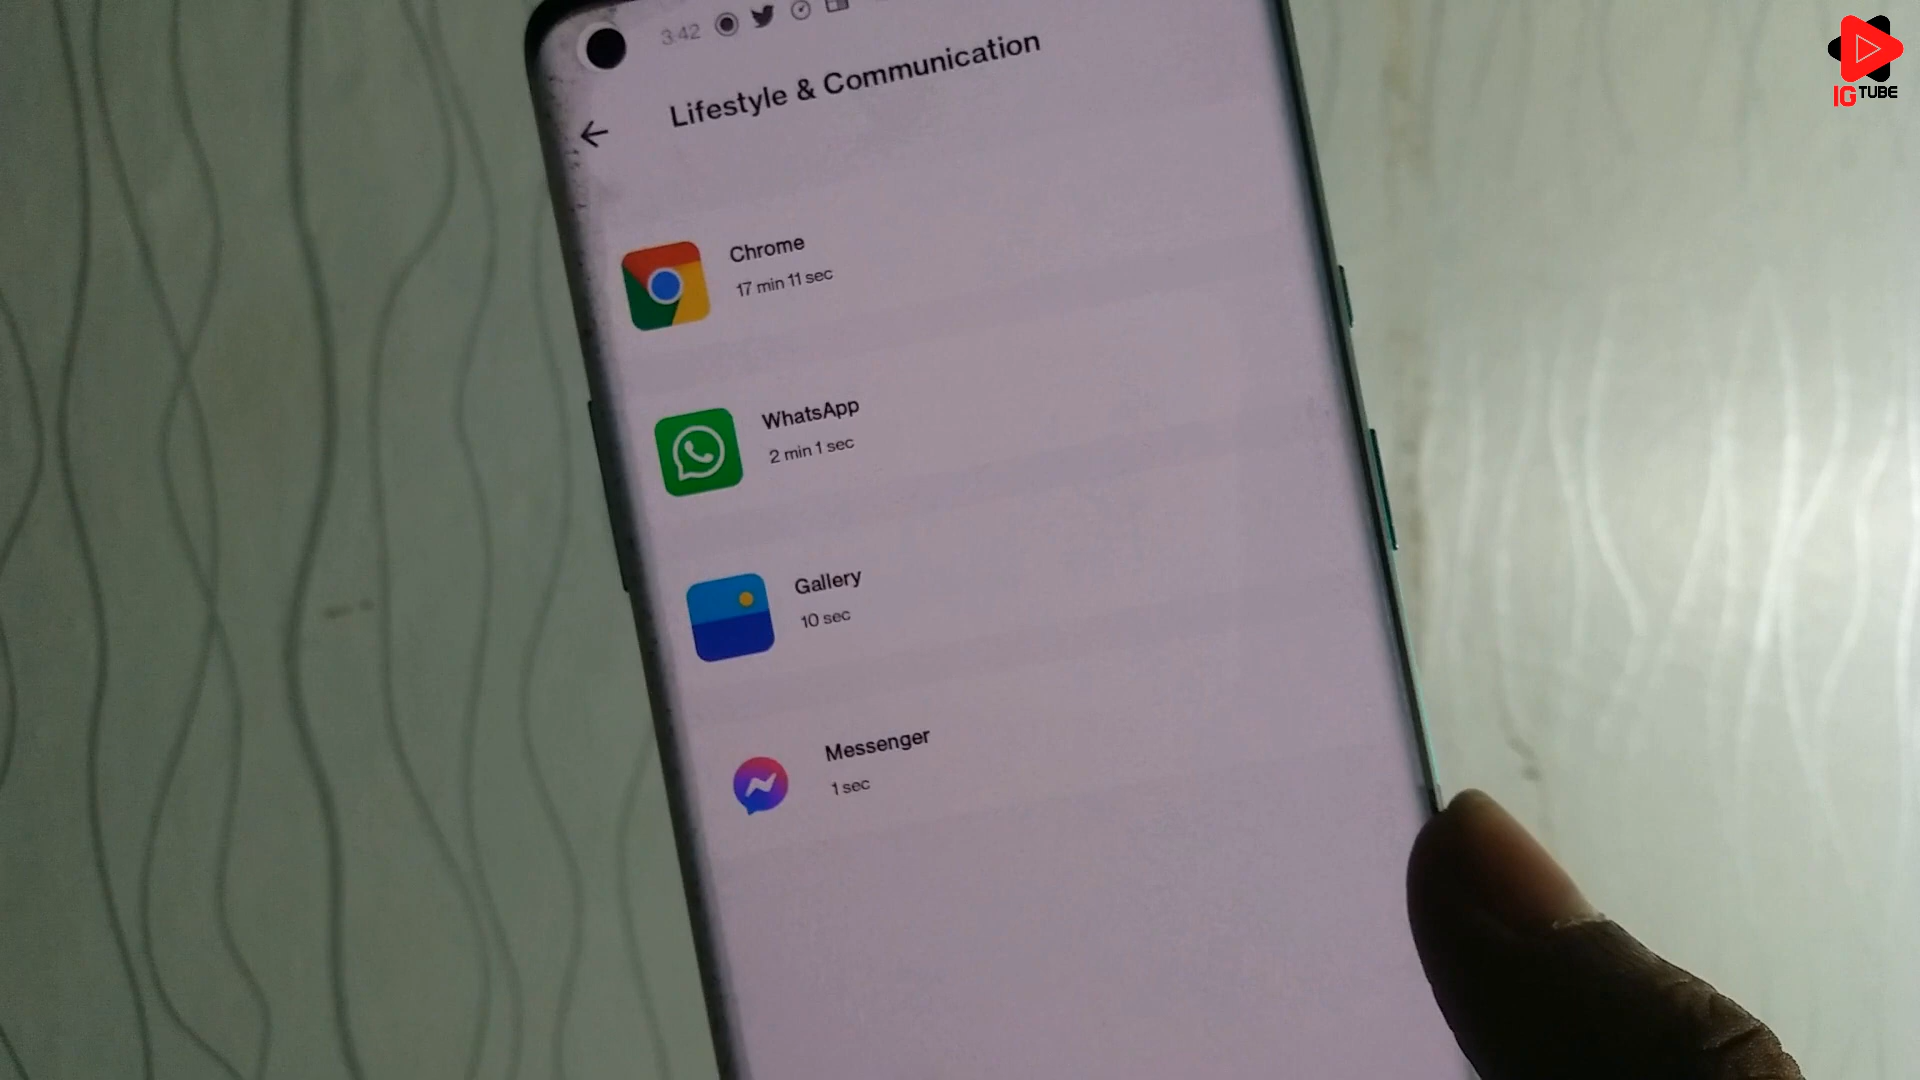 3:42
Lifestyle & Communication
Chrome
17 min 11 sec
WhatsApp
2 min 1 sec
Gallery
10 sec
Messenger
1 sec
IG TUBE